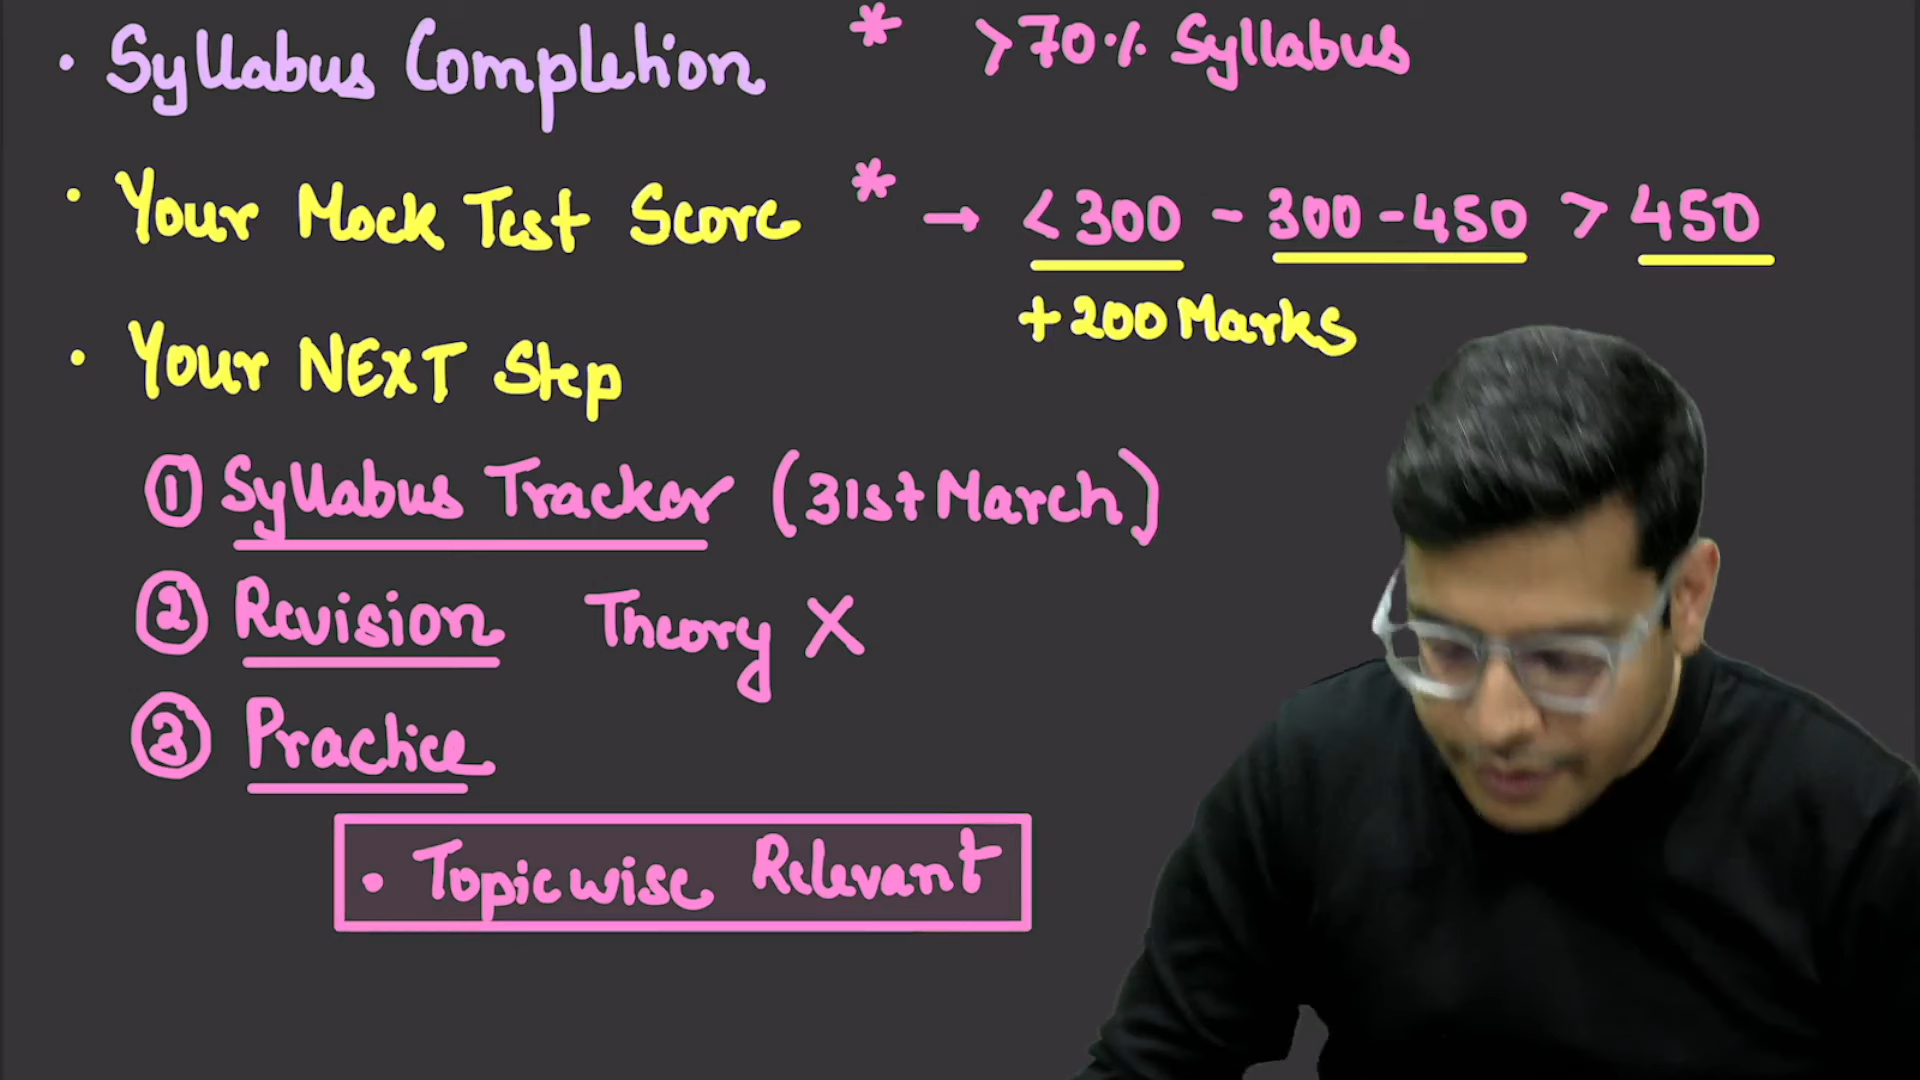 • Syllabus Completion * >70% Syllabus
• Your Mock Test Score * → <300 - 300-450 > 450
+200 Marks
• Your NEXT Step
① Syllabus Tracker (31st March)
② Revision Theory X
③ Practice
• Topicwise Relevant